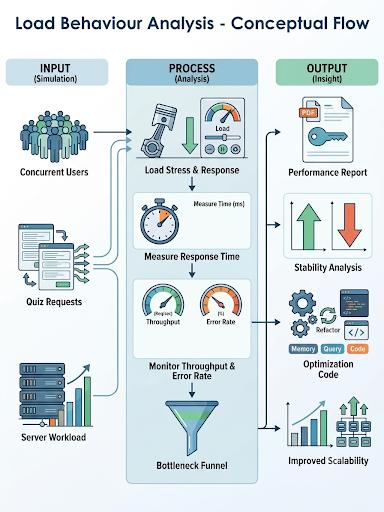 Load Behaviour Analysis - Conceptual Flow
INPUT
(Simulation)
Concurrent Users
Quiz Requests
Server Workload
PROCESS
(Analysis)
Load
Load Stress & Response
Measure Time (ms)
Measure Response Time
(Req/sec)
Throughput
(%)
Error Rate
Monitor Throughput &
Error Rate
Bottleneck Funnel
OUTPUT
(Insight)
PDF
Performance Report
Stability Analysis
</>
Refactor
</>
Memory
Query
Code
Optimization
Code
Improved Scalability